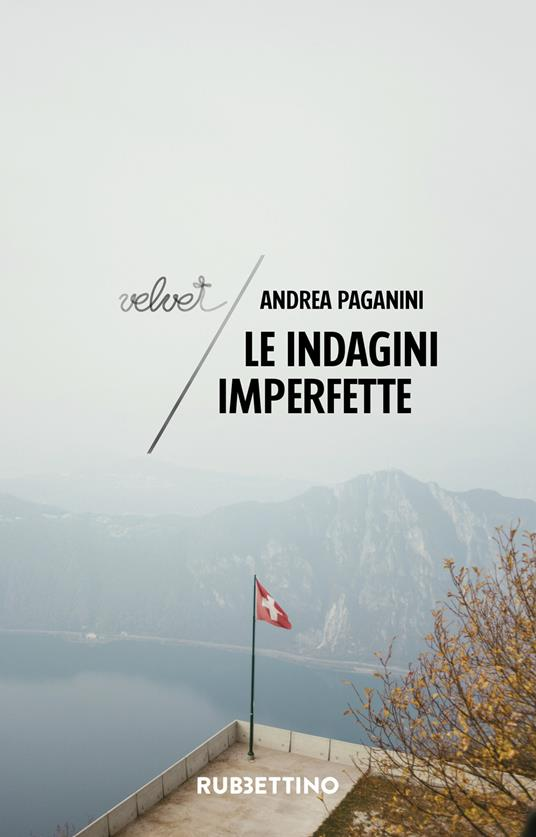 velvet
ANDREA PAGANINI
LE INDAGINI
IMPERFETTE
RUBBETTINO